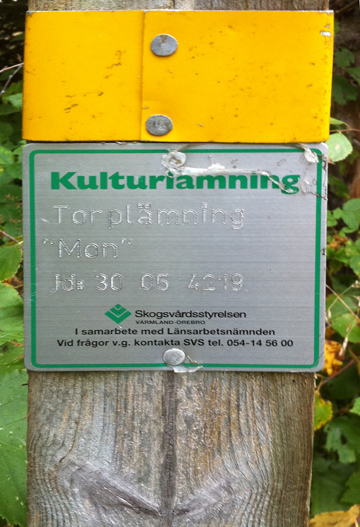 Kulturlämning
Torplämning
"Mon"
Id: 30 05 4219
Skogsvårdsstyrelsen
VÄRMLAND-ÖREBRO
I samarbete med Länsarbetsnämnden
Vid frågor v.g. kontakta SVS tel. 054-14 56 00